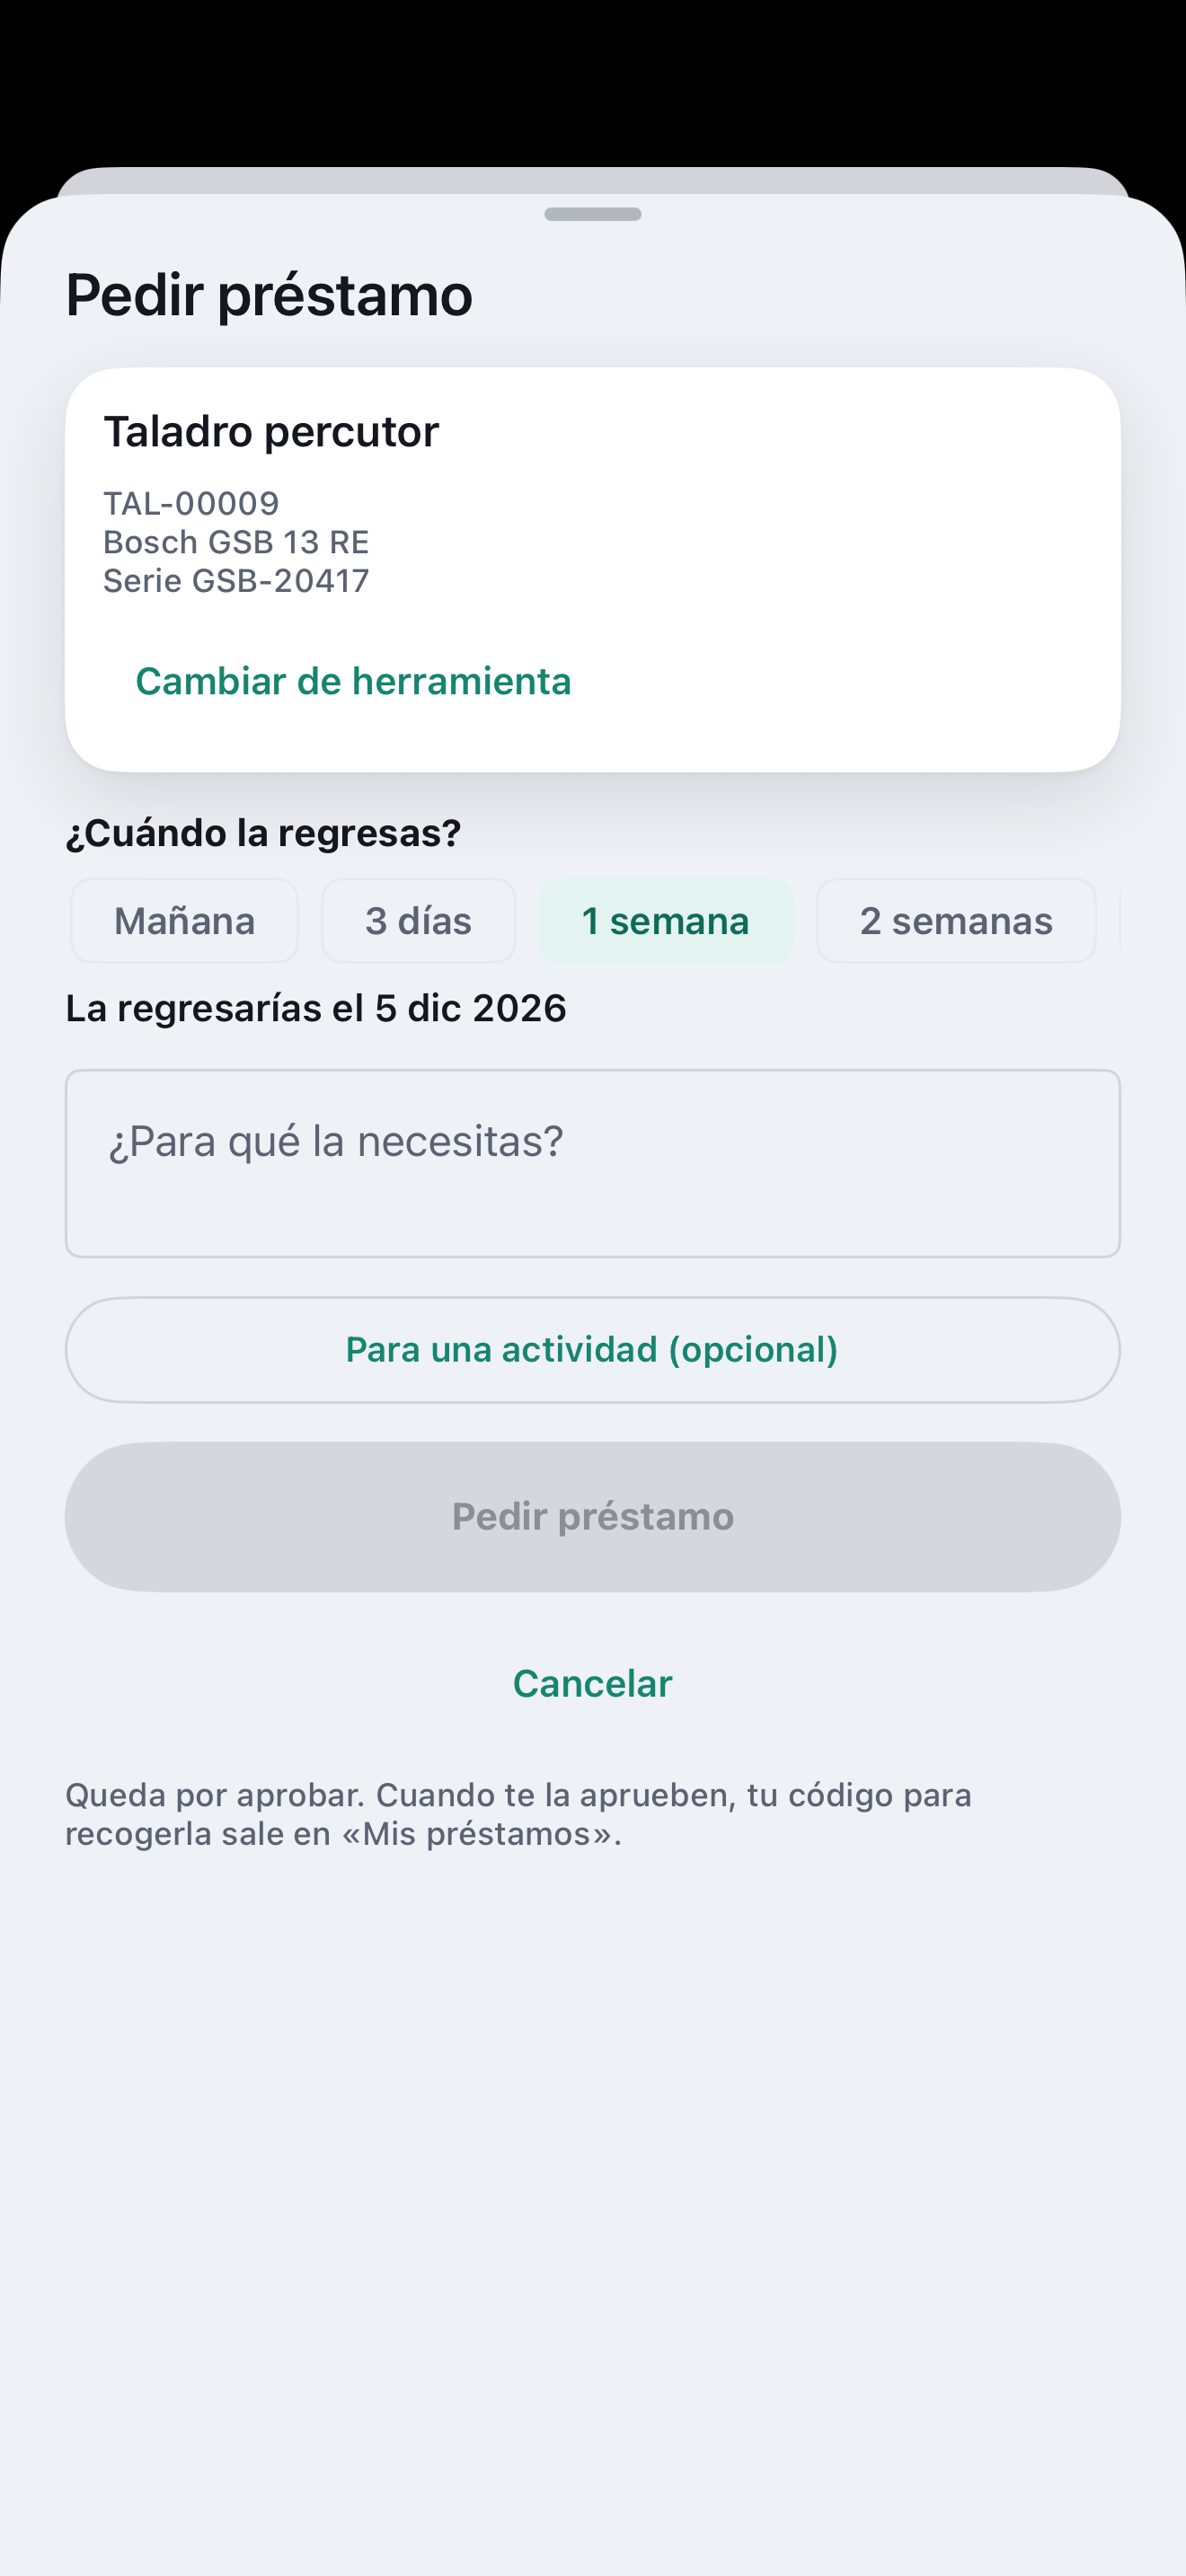 Pedir préstamo
Taladro percutor
TAL-00009
Bosch GSB 13 RE
Serie GSB-20417
Cambiar de herramienta
¿Cuándo la regresas?
Mañana 3 días 1 semana 2 semanas
La regresarías el 5 dic 2026
¿Para qué la necesitas?
Para una actividad (opcional)
Pedir préstamo
Cancelar
Queda por aprobar. Cuando te la aprueben, tu código para
recogerla sale en «Mis préstamos».